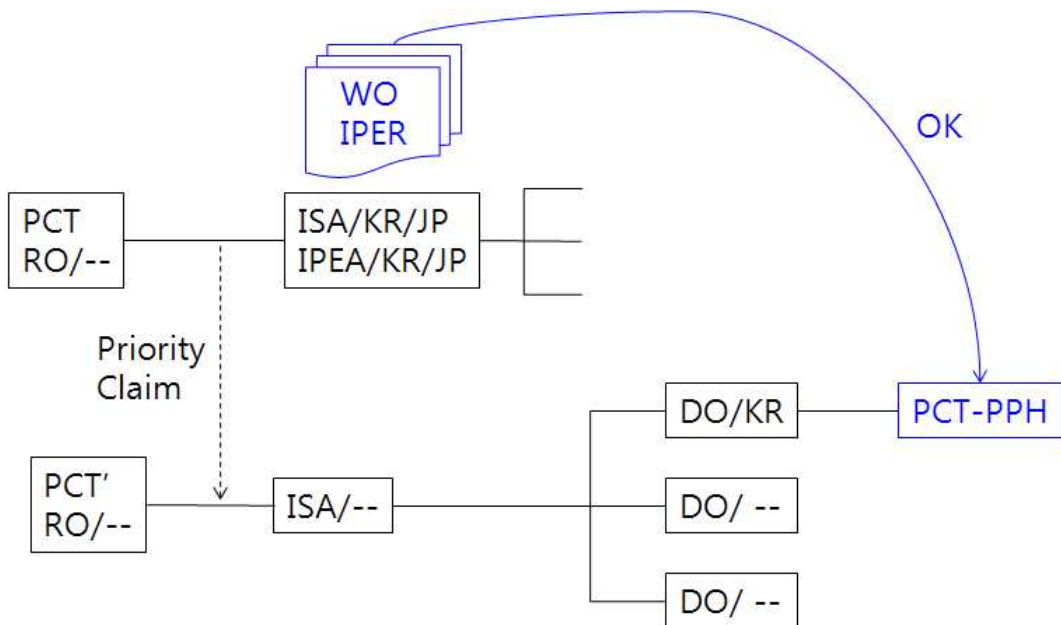 WO
IPER
OK
PCT
RO/--
ISA/KR/JP
IPEA/KR/JP
Priority
Claim
DO/KR
PCT-PPH
PCT’
RO/--
ISA/--
DO/ --
DO/ --